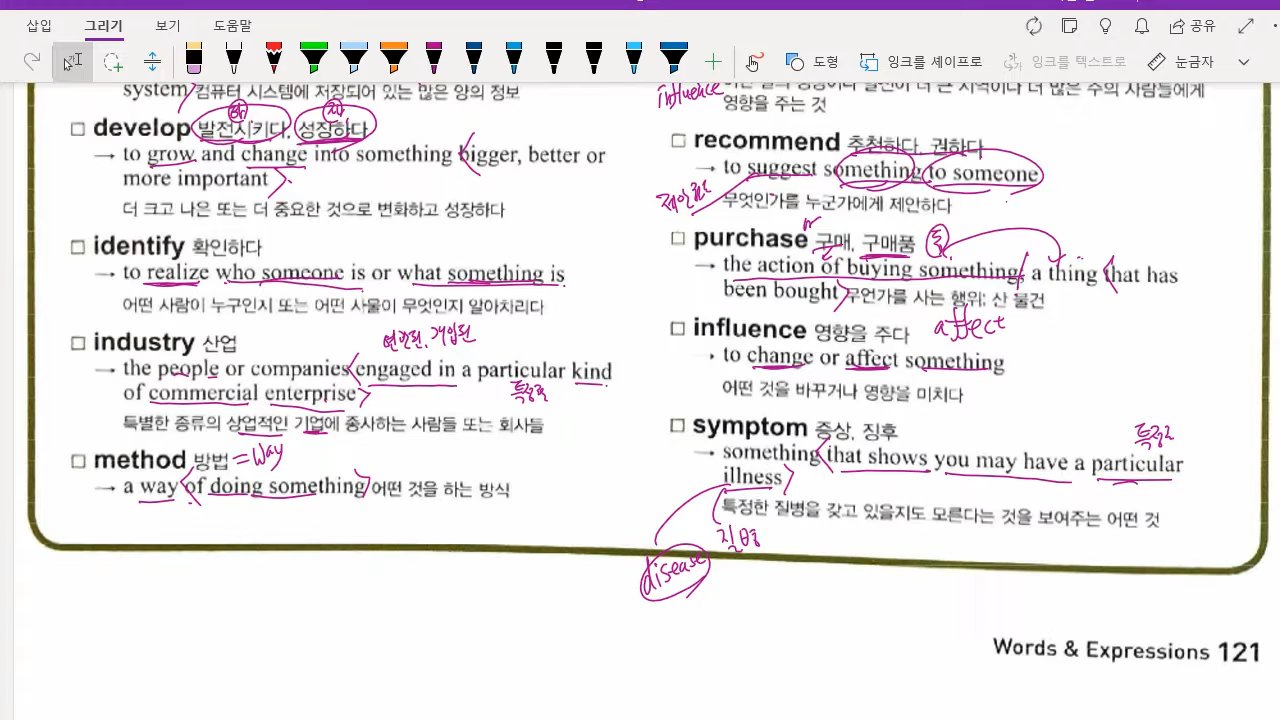 삽입 그리기 보기 도움말
공유
도형 잉크를 셰이프로 잉크를 텍스트로 눈금자
system 컴퓨터 시스템에 저장되어 있는 많은 양의 정보
develop 발전시키다, 성장하다
→ to grow and change into something bigger, better or
more important
더 크고 나은 또는 더 중요한 것으로 변화하고 성장하다
identify 확인하다
→ to realize who someone is or what something is
어떤 사람이 누구인지 또는 어떤 사물이 무엇인지 알아차리다
industry 산업
→ the people or companies engaged in a particular kind
of commercial enterprise
특정한
특별한 종류의 상업적인 기업에 종사하는 사람들 또는 회사들
method 방법 = way
→ a way of doing something 어떤 것을 하는 방식
influence
영향을 주는 것
recommend 추천하다, 권하다
→ to suggest something to someone
제안하다
무엇인가를 누군가에게 제안하다
purchase 구매, 구매품
→ the action of buying something, a thing that has
been bought 무언가를 사는 행위; 산 물건
influence 영향을 주다 affect
→ to change or affect something
어떤 것을 바꾸거나 영향을 미치다
symptom 증상, 징후
특정한
→ something that shows you may have a particular
illness
특정한 질병을 갖고 있을지도 모른다는 것을 보여주는 어떤 것
질병
disease
Words & Expressions 121